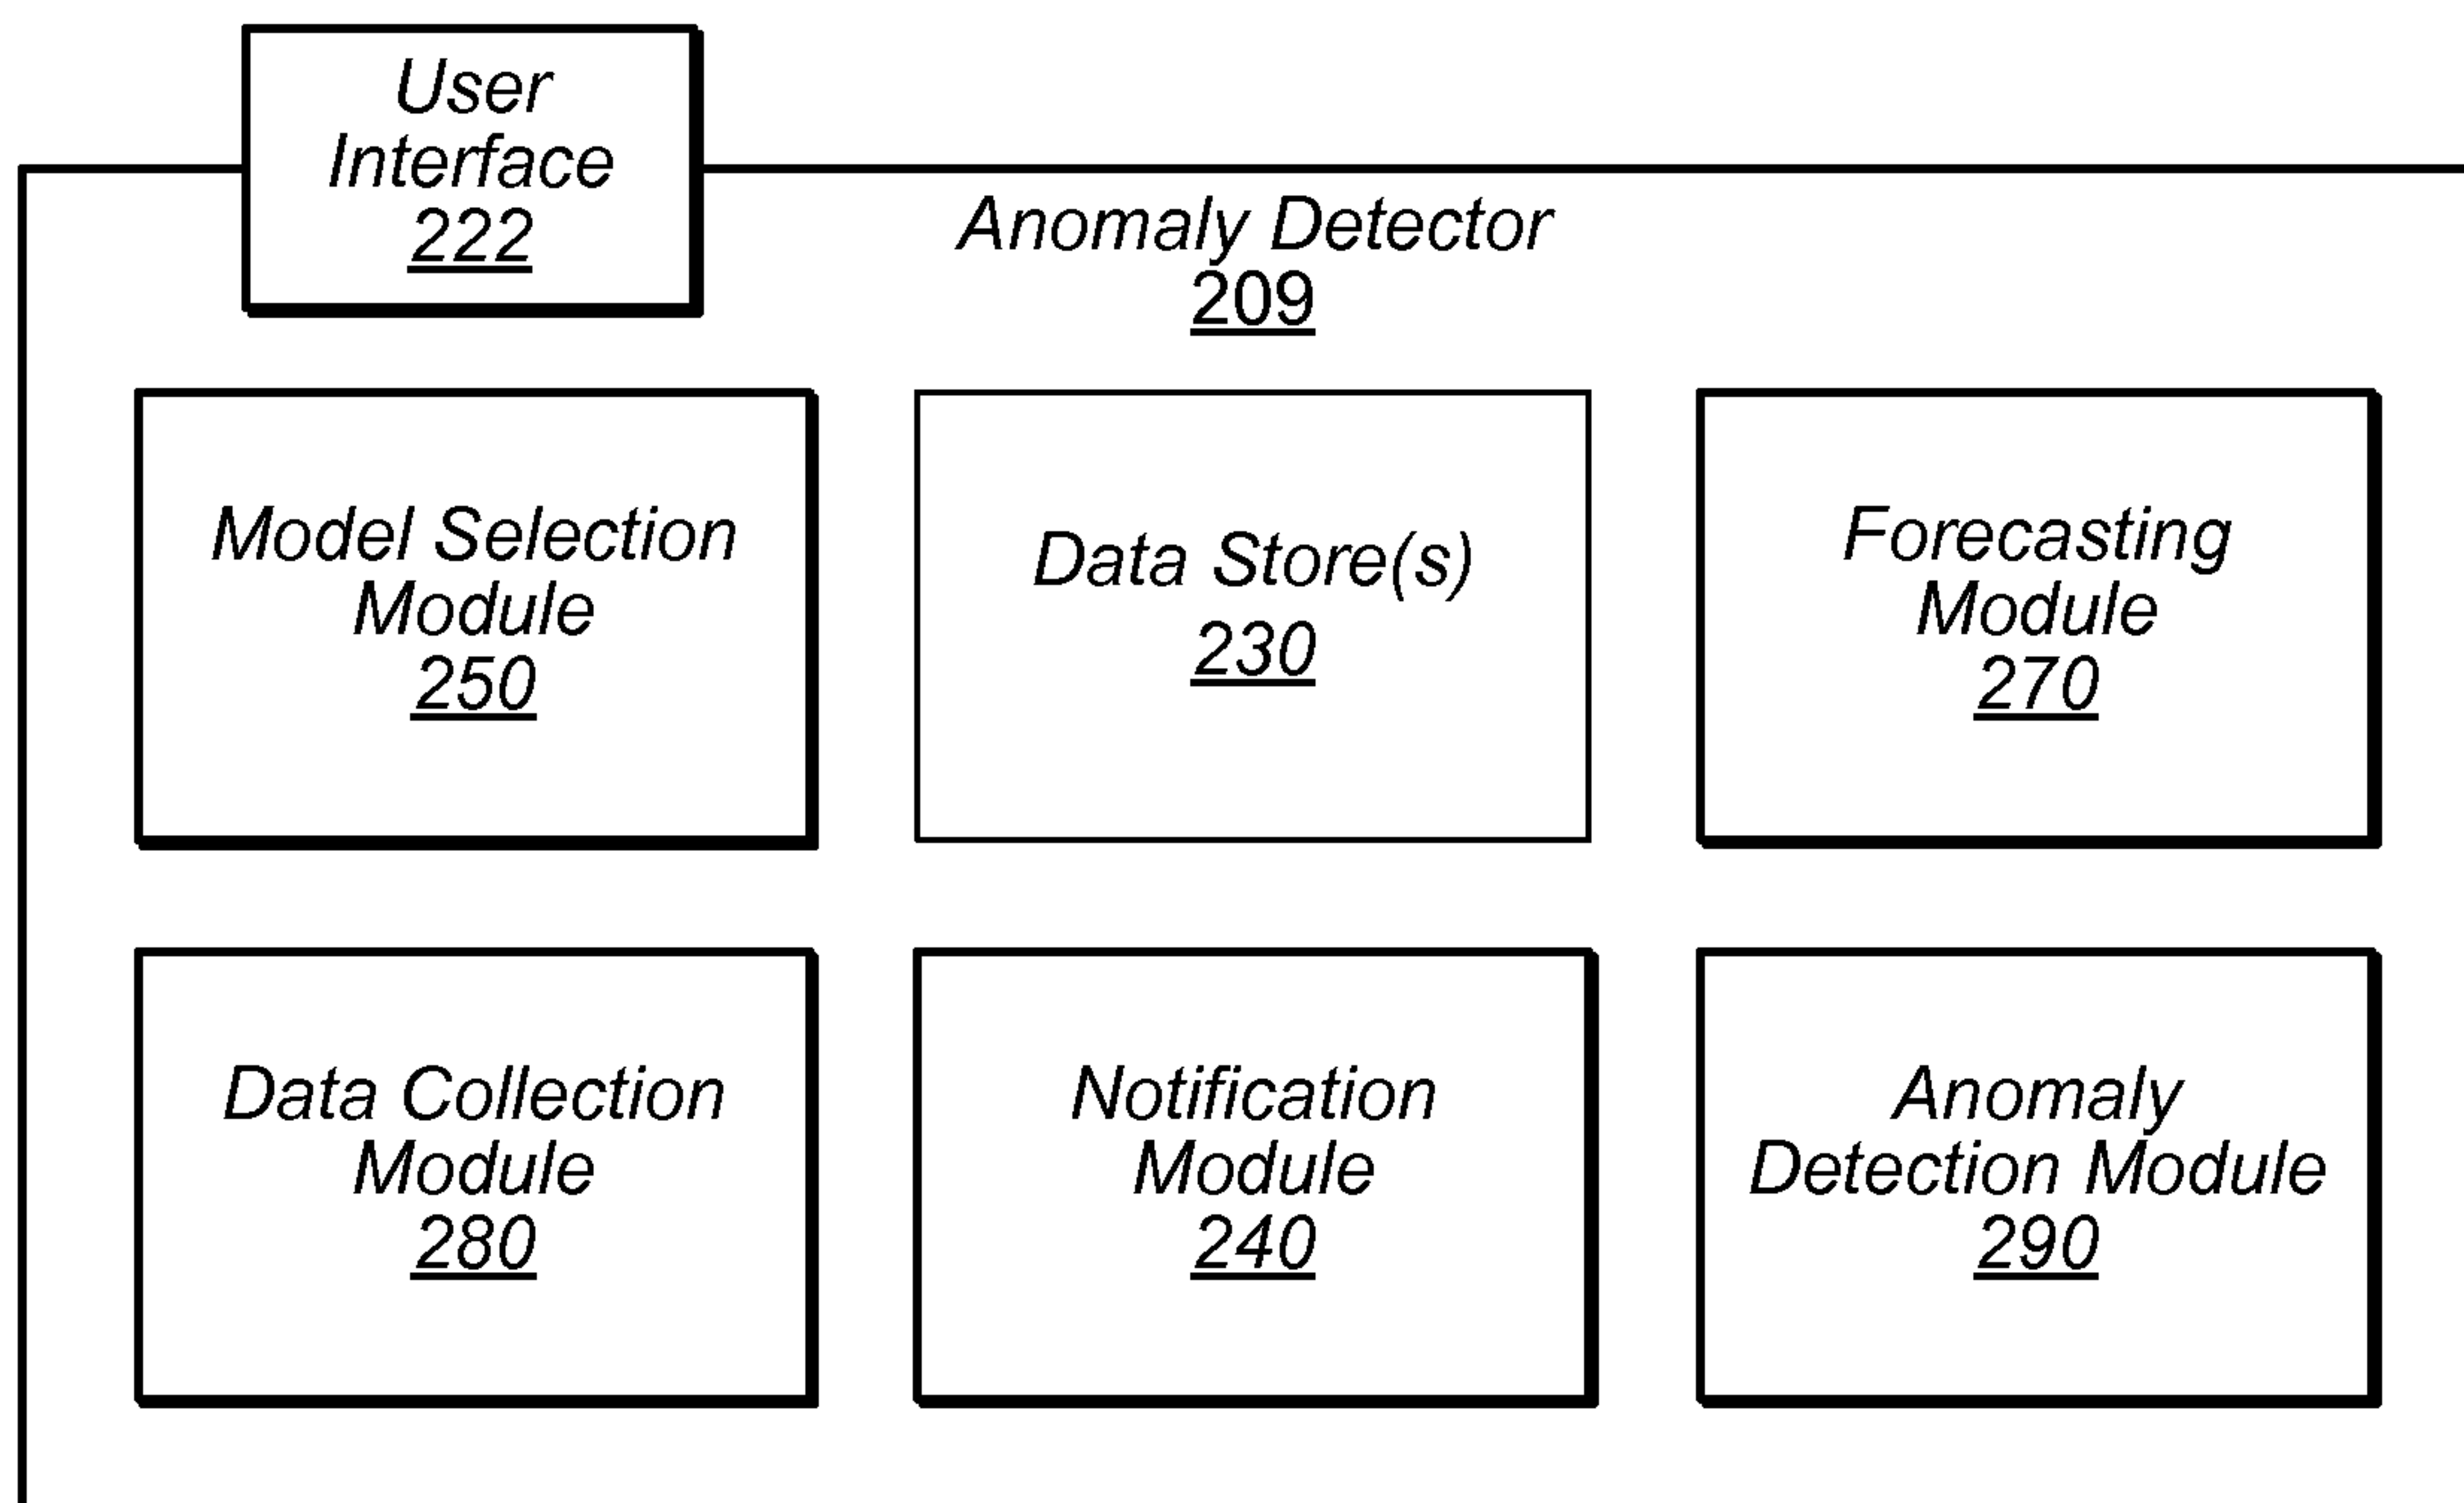 User
Interface
222
Anomaly Detector
209
Model Selection
Module
250
Data Store(s)
230
Forecasting
Module
270
Data Collection
Module
280
Notification
Module
240
Anomaly
Detection Module
290